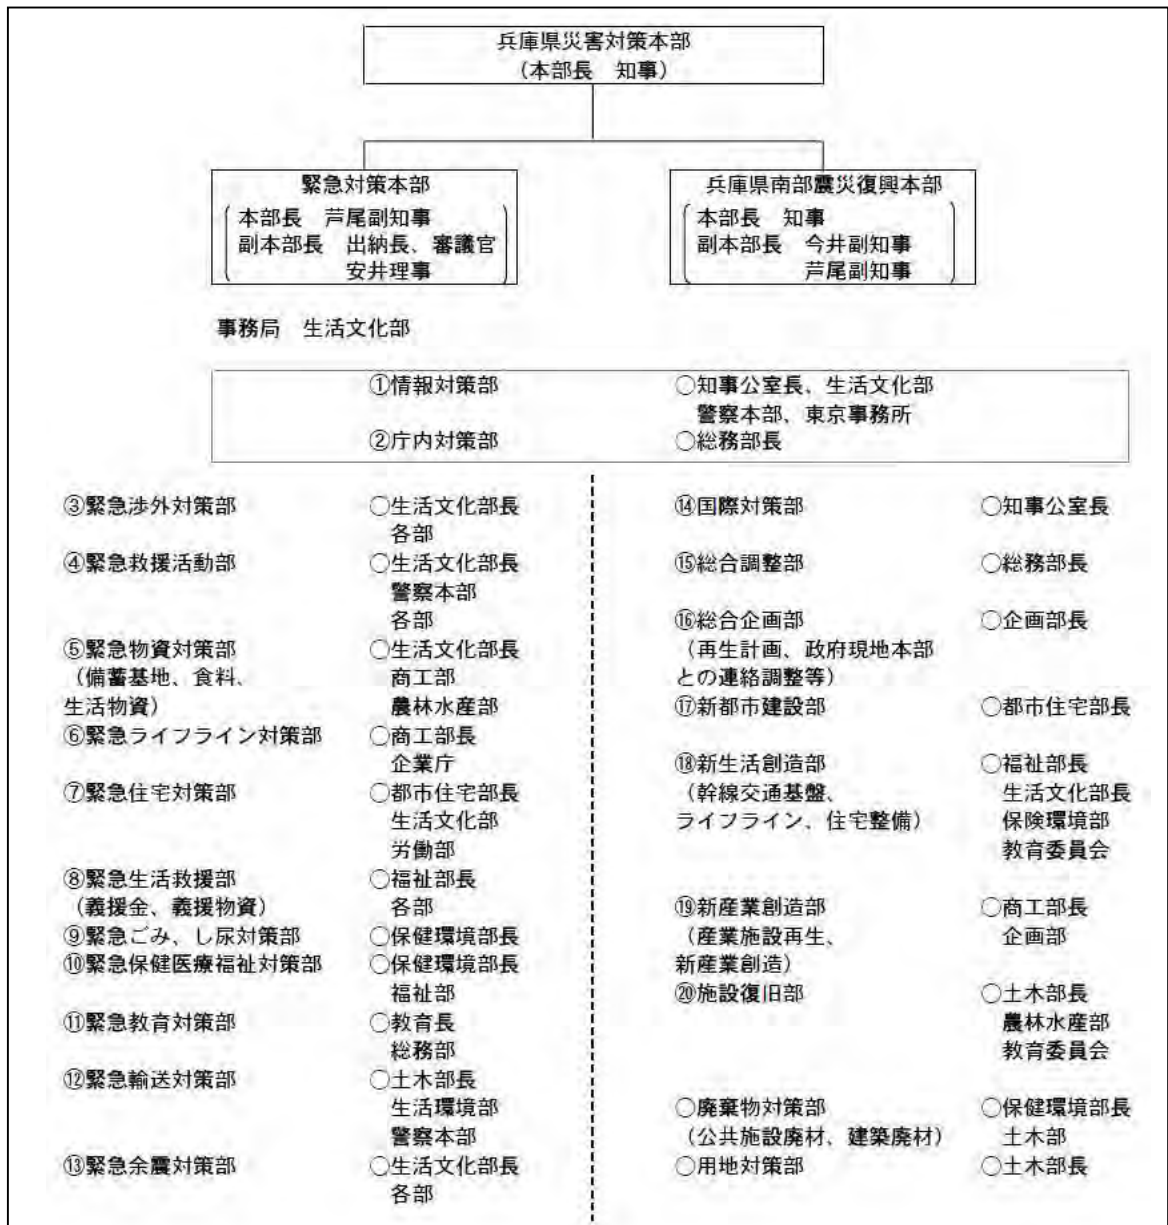 兵庫県災害対策本部
（本部長　知事）
緊急対策本部
本部長　芦尾副知事
副本部長　出納長、審議官
安井理事
兵庫県南部震災復興本部
本部長　知事
副本部長　今井副知事
芦尾副知事
事務局　生活文化部
①情報対策部　○知事公室長、生活文化部
警察本部、東京事務所
②庁内対策部　○総務部長
③緊急渉外対策部　○生活文化部長
各部
④緊急救援活動部　○生活文化部長
警察本部
各部
⑤緊急物資対策部　○生活文化部長
（備蓄基地、食料、　商工部
生活物資）　農林水産部
⑥緊急ライフライン対策部　○商工部長
企業庁
⑦緊急住宅対策部　○都市住宅部長
生活文化部
労働部
⑧緊急生活救援部　○福祉部長
（義援金、義援物資）　各部
⑨緊急ごみ、し尿対策部　○保健環境部長
⑩緊急保健医療福祉対策部　○保健環境部長
福祉部
⑪緊急教育対策部　○教育長
総務部
⑫緊急輸送対策部　○土木部長
生活環境部
警察本部
⑬緊急余震対策部　○生活文化部長
各部
⑭国際対策部　○知事公室長
⑮総合調整部　○総務部長
⑯総合企画部　○企画部長
（再生計画、政府現地本部
との連絡調整等）
⑰新都市建設部　○都市住宅部長
⑱新生活創造部　○福祉部長
（幹線交通基盤、　生活文化部長
ライフライン、住宅整備）　保険環境部
教育委員会
⑲新産業創造部　○商工部長
（産業施設再生、　企画部
新産業創造）
⑳施設復旧部　○土木部長
農林水産部
教育委員会
○廃棄物対策部　○保健環境部長
（公共施設廃材、建築廃材）　土木部
○用地対策部　○土木部長